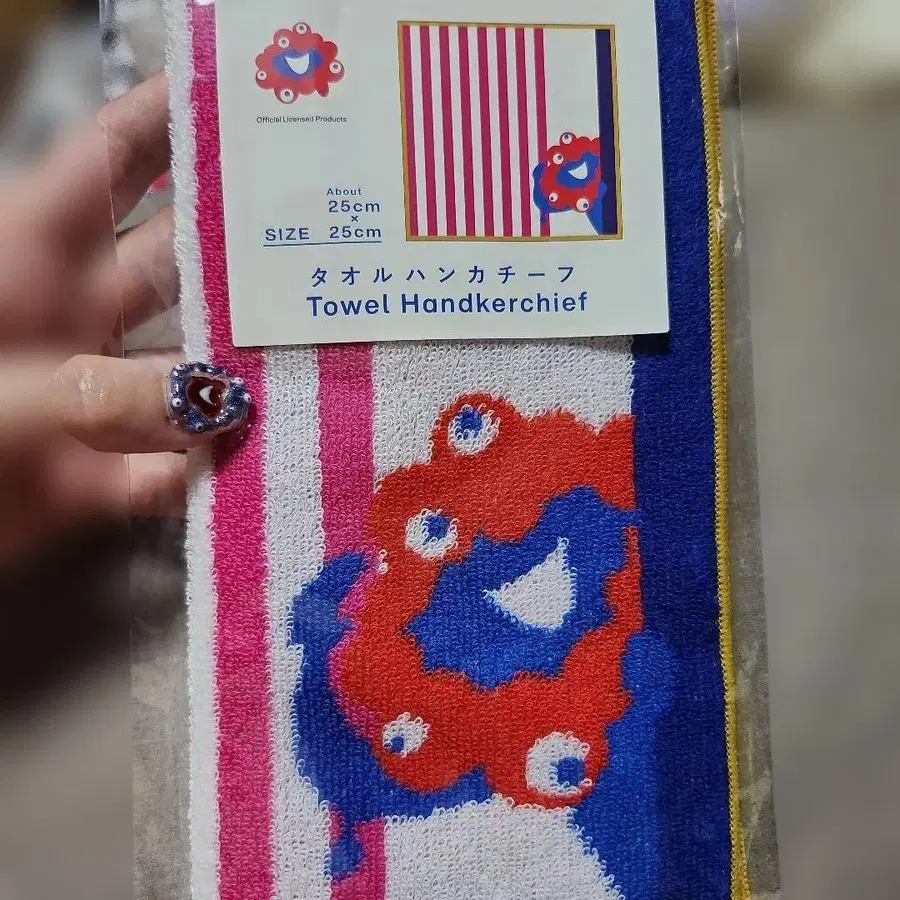 Official Licensed Products
About
25cm
×
SIZE 25cm
タオルハンカチーフ
Towel Handkerchief